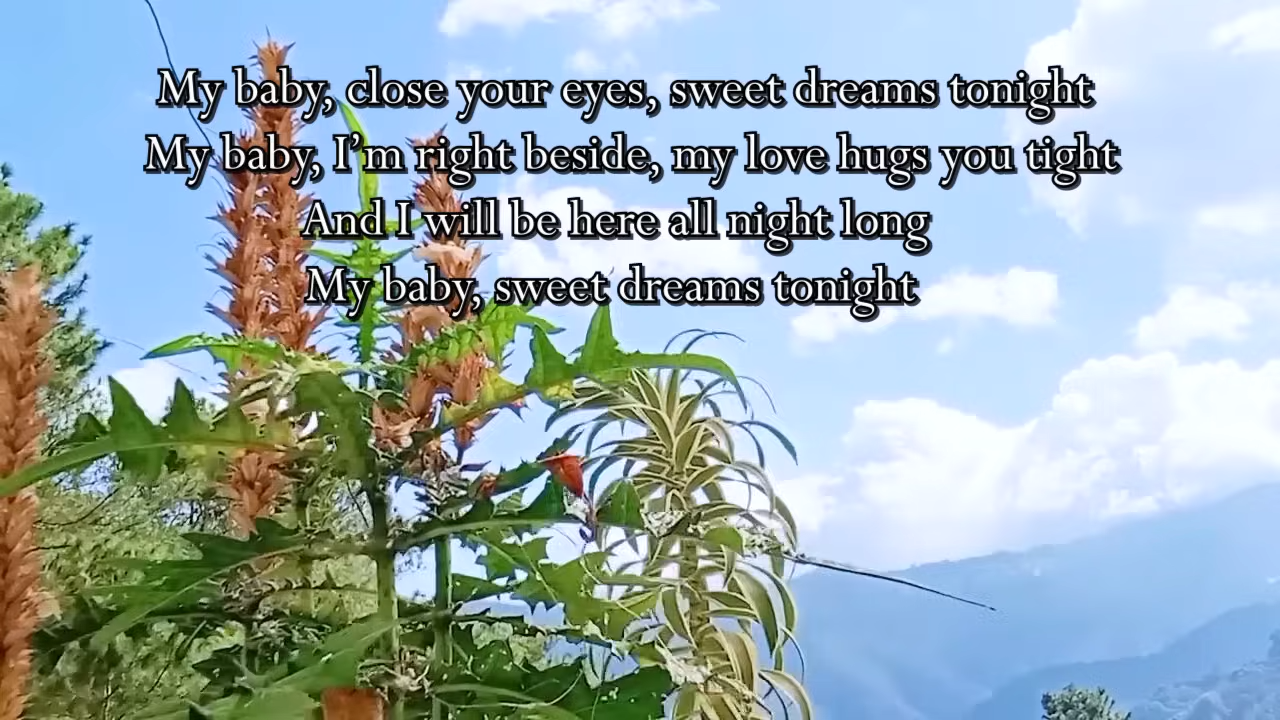 My baby, close your eyes, sweet dreams tonight
My baby, I’m right beside, my love hugs you tight
And I will be here all night long
My baby, sweet dreams tonight